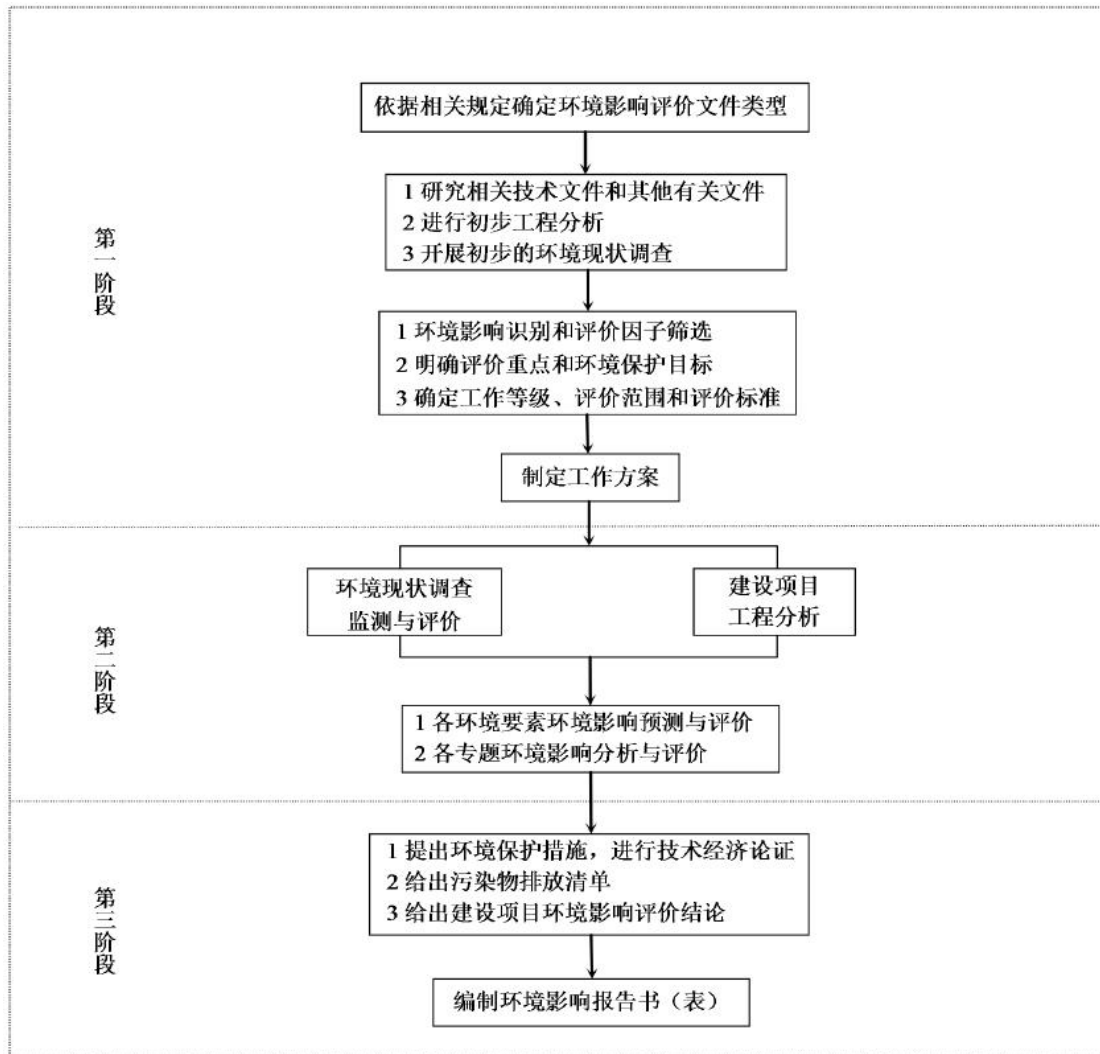 依据相关规定确定环境影响评价文件类型
1 研究相关技术文件和其他有关文件
2 进行初步工程分析
3 开展初步的环境现状调查
第一阶段
1 环境影响识别和评价因子筛选
2 明确评价重点和环境保护目标
3 确定工作等级、评价范围和评价标准
制定工作方案
环境现状调查
监测与评价
建设项目
工程分析
第二阶段
1 各环境要素环境影响预测与评价
2 各专题环境影响分析与评价
1 提出环境保护措施，进行技术经济论证
2 给出污染物排放清单
3 给出建设项目环境影响评价结论
第三阶段
编制环境影响报告书（表）